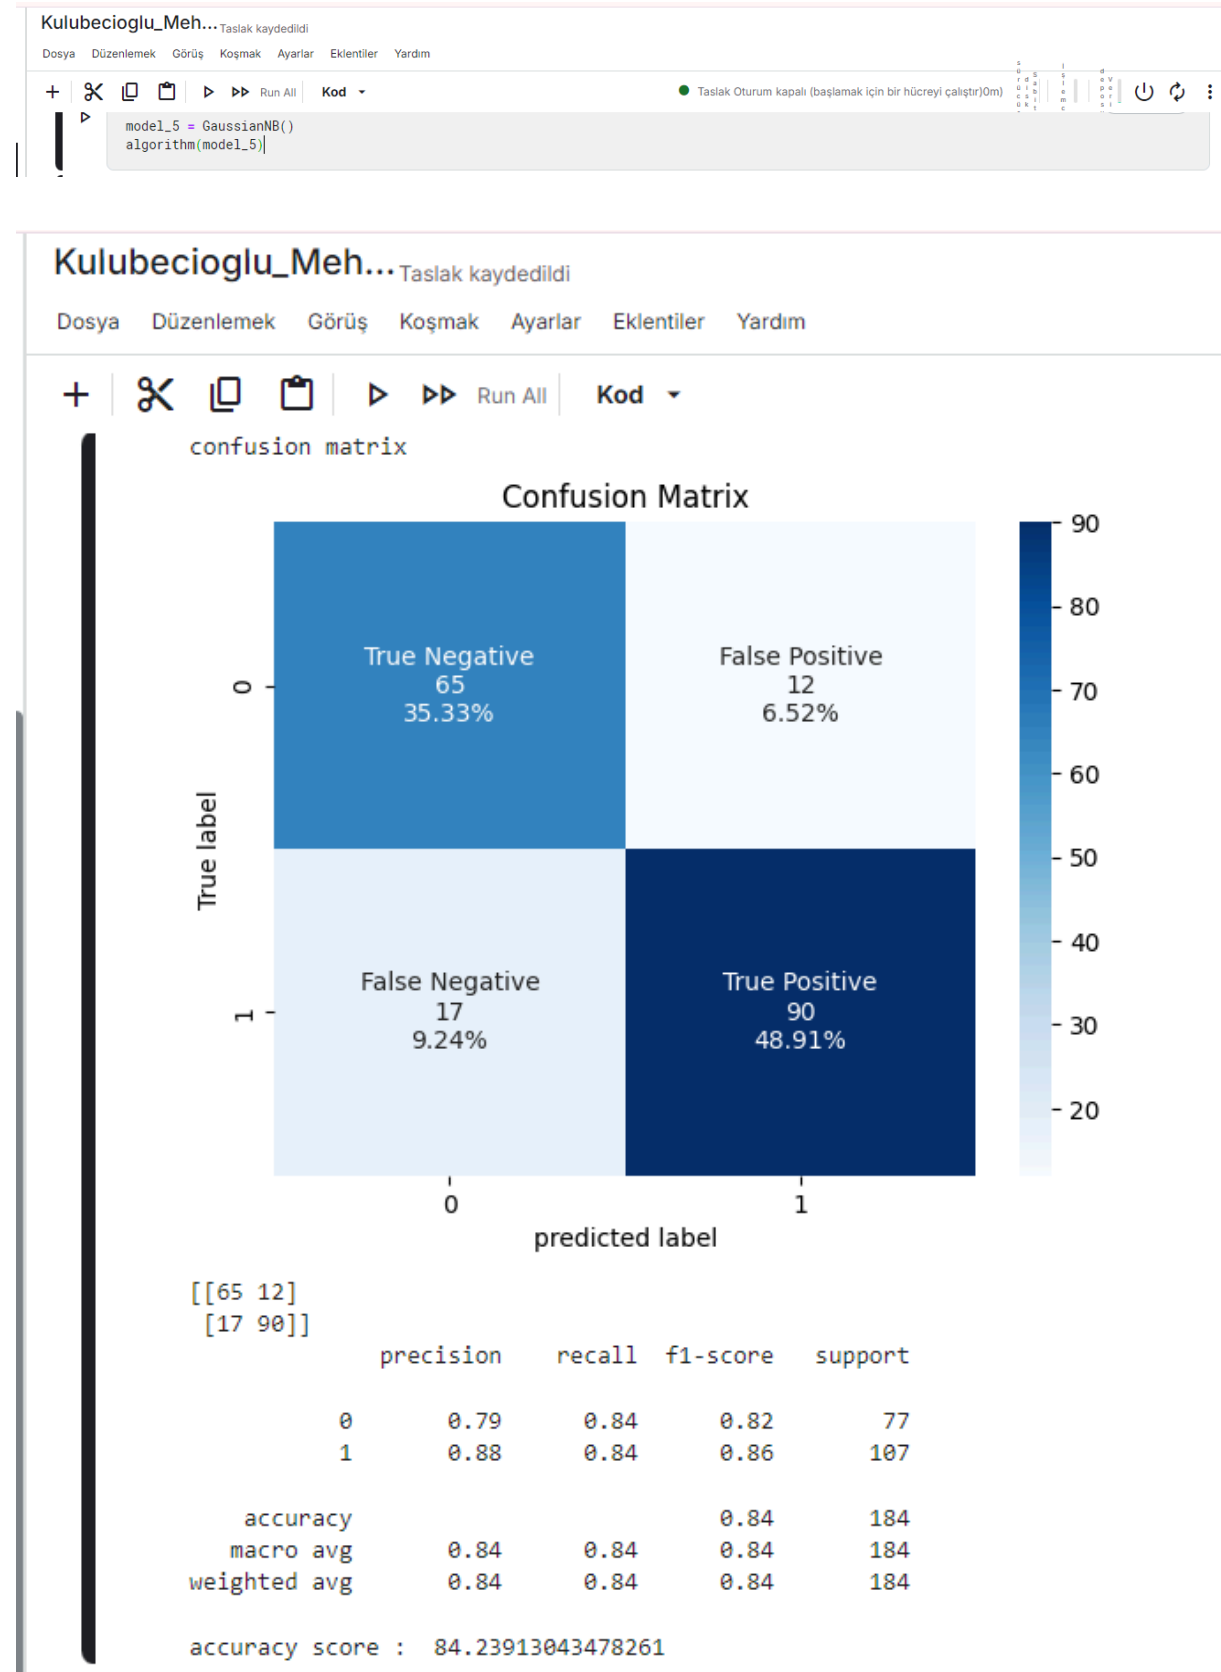 Kulubecioglu_Meh... Taslak kaydedildi
Dosya Düzenlemek Görüş Koşmak Ayarlar Eklentiler Yardım
Run All Kod Taslak Oturum kapalı (başlamak için bir hücreyi çalıştır)0m)
model_5 = GaussianNB()
algorithm(model_5)
Kulubecioglu_Meh... Taslak kaydedildi
Dosya Düzenlemek Görüş Koşmak Ayarlar Eklentiler Yardım
Run All Kod
confusion matrix
Confusion Matrix
True Negative
65
35.33%
False Positive
12
6.52%
False Negative
17
9.24%
True Positive
90
48.91%
0
1
True label
0 1
predicted label
90
80
70
60
50
40
30
20
[[65 12]
[17 90]]
precision recall f1-score support
0 0.79 0.84 0.82 77
1 0.88 0.84 0.86 107
accuracy 0.84 184
macro avg 0.84 0.84 0.84 184
weighted avg 0.84 0.84 0.84 184
accuracy score : 84.23913043478261